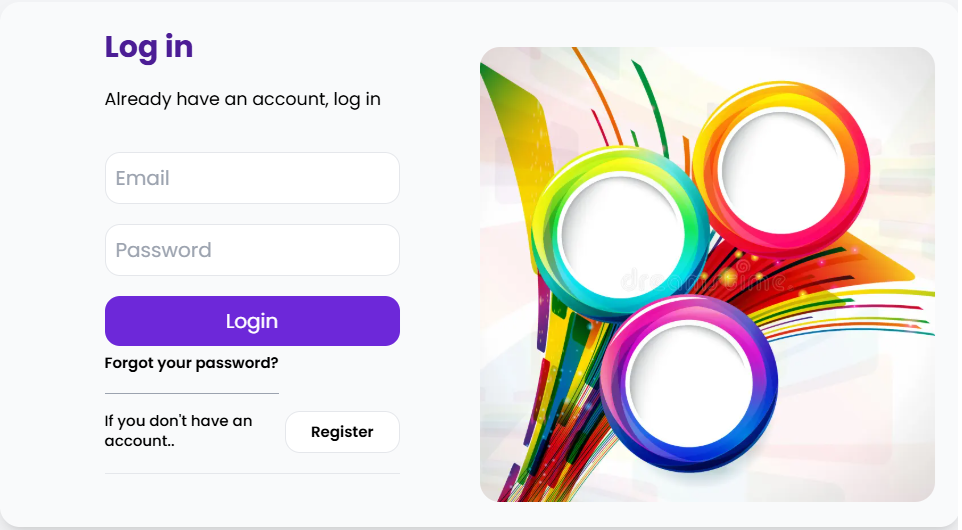 Log in
Already have an account, log in
Email
Password
Login
Forgot your password?
If you don't have an
account..
Register
dreamstime.